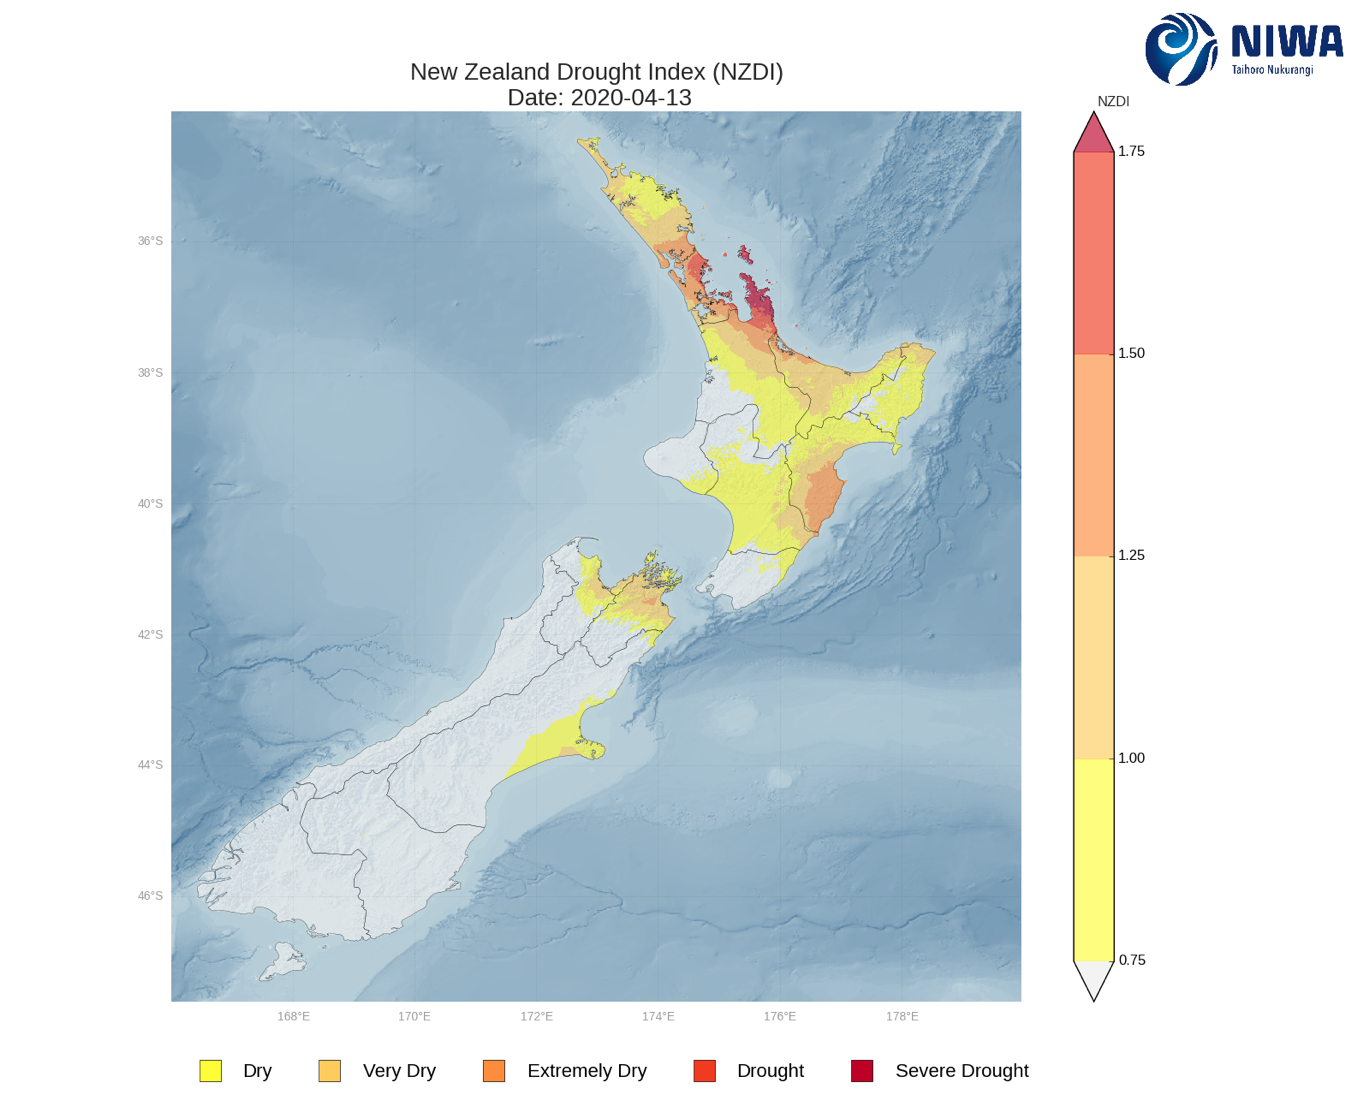 NIWA
Taihoro Nukurangi
New Zealand Drought Index (NZDI)
Date: 2020-04-13
NZDI
1.75
1.50
1.25
1.00
0.75
36°S
38°S
40°S
42°S
44°S
46°S
168°E 170°E 172°E 174°E 176°E 178°E
Dry Very Dry Extremely Dry Drought Severe Drought